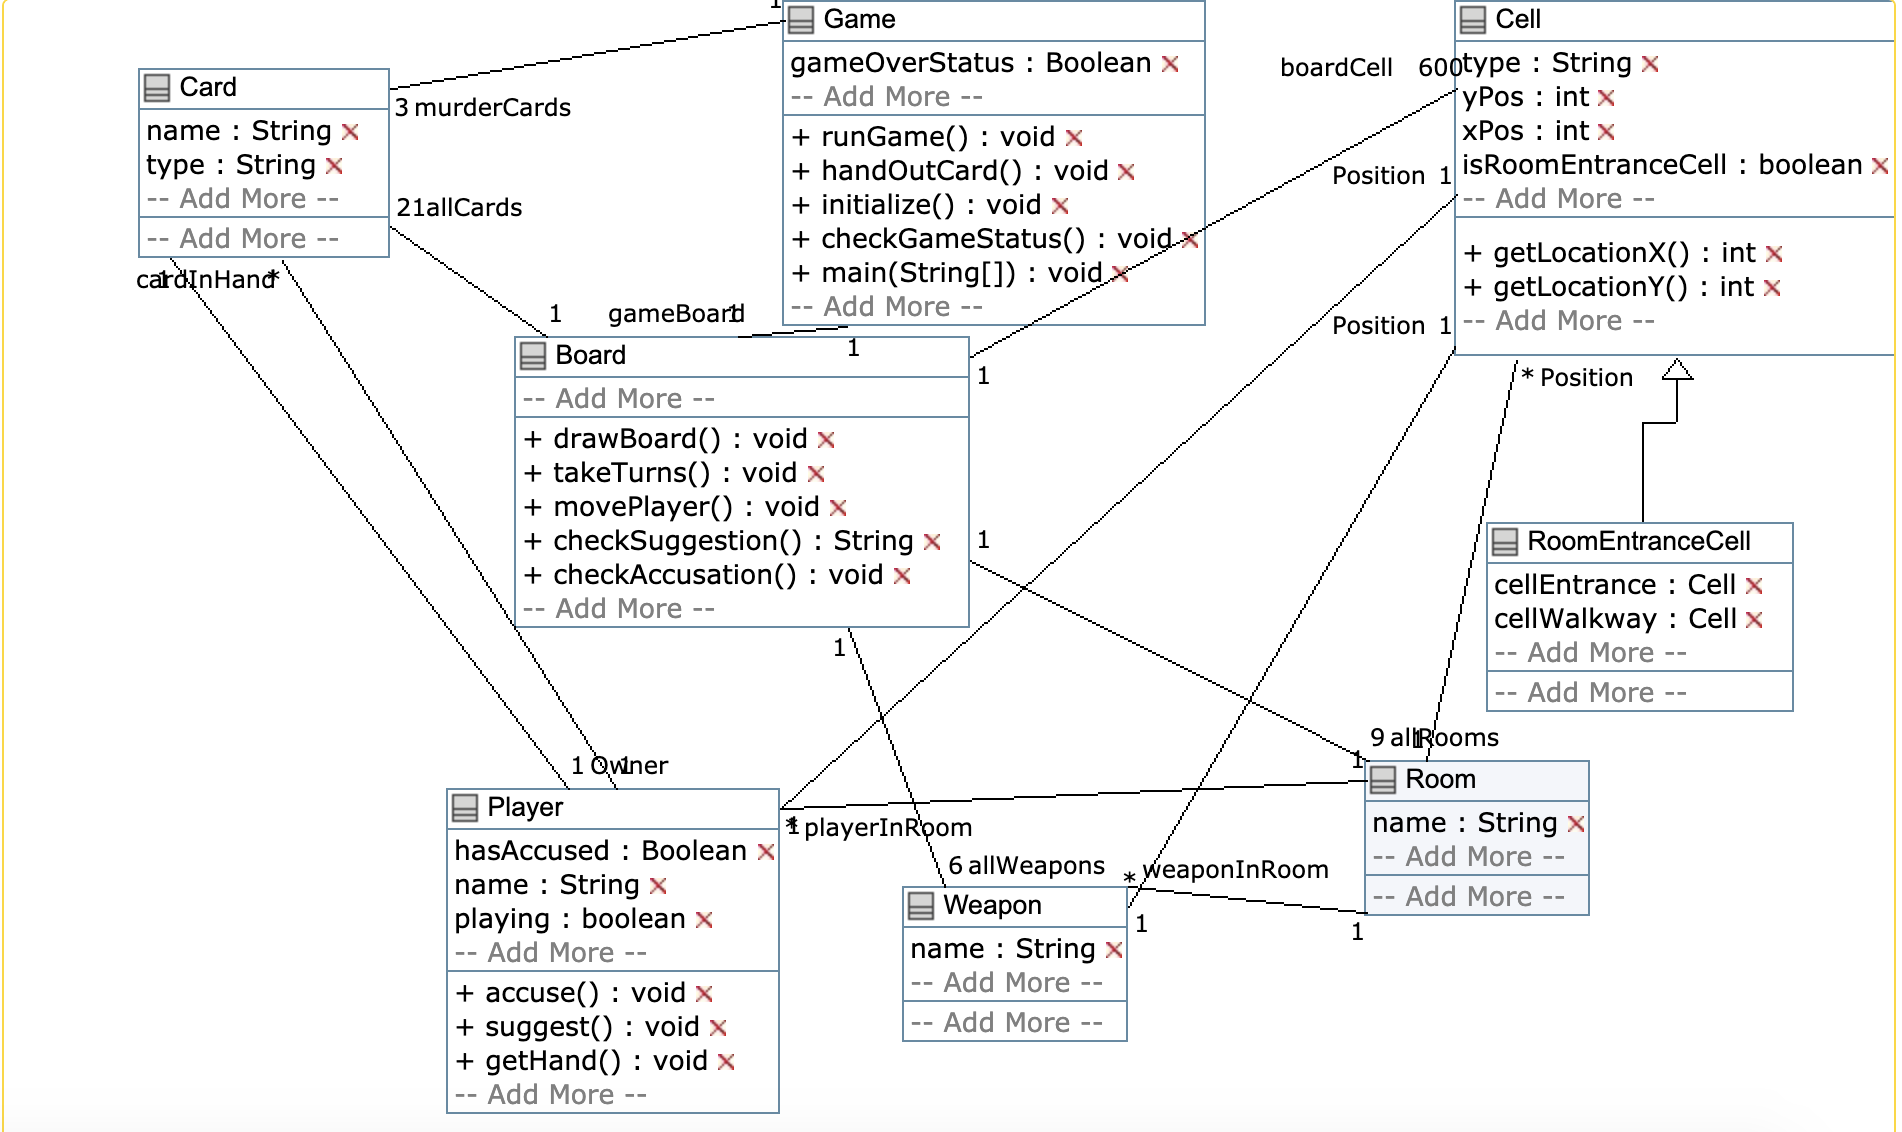 1
Game
gameOverStatus : Boolean
-- Add More --
+ runGame() : void
+ handOutCard() : void
+ initialize() : void
+ checkGameStatus() : void
+ main(String[]) : void
-- Add More --
Card
name : String
type : String
-- Add More --
-- Add More --
3 murderCards
21allCards
cardInHand
1
*
Cell
type : String
yPos : int
xPos : int
isRoomEntranceCell : boolean
-- Add More --
+ getLocationX() : int
+ getLocationY() : int
-- Add More --
boardCell 600
Position 1
Position 1
* Position
1
gameBoard
1
1
1
Board
-- Add More --
+ drawBoard() : void
+ takeTurns() : void
+ movePlayer() : void
+ checkSuggestion() : String
+ checkAccusation() : void
-- Add More --
1
1
RoomEntranceCell
cellEntrance : Cell
cellWalkway : Cell
-- Add More --
-- Add More --
9 allRooms
1
1
Room
name : String
-- Add More --
-- Add More --
1
1 Owner
1
Player
hasAccused : Boolean
name : String
playing : boolean
-- Add More --
+ accuse() : void
+ suggest() : void
+ getHand() : void
-- Add More --
*
1
playerInRoom
6 allWeapons
* weaponInRoom
1
Weapon
name : String
-- Add More --
-- Add More --